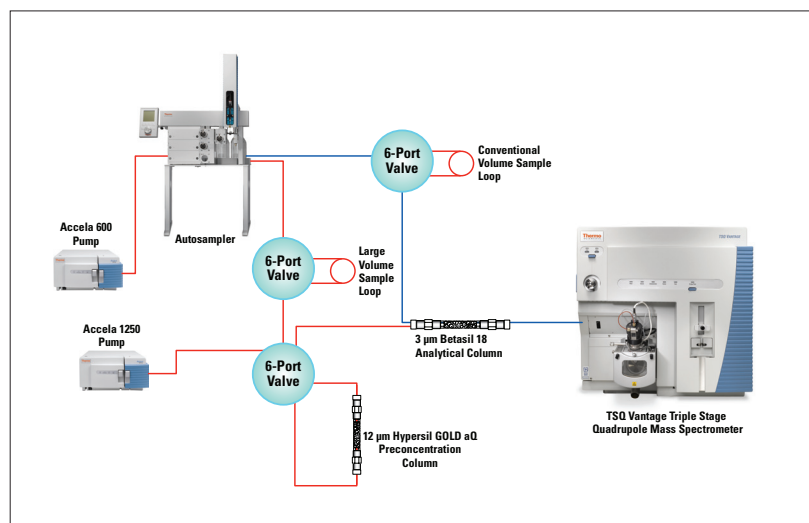 6-Port
Valve
Conventional
Volume Sample
Loop
Accela 600
Pump
Autosampler
6-Port
Valve
Large
Volume
Sample
Loop
Accela 1250
Pump
6-Port
Valve
3 µm Betasil 18
Analytical Column
12 µm Hypersil GOLD aQ
Preconcentration
Column
TSQ Vantage Triple Stage
Quadrupole Mass Spectrometer